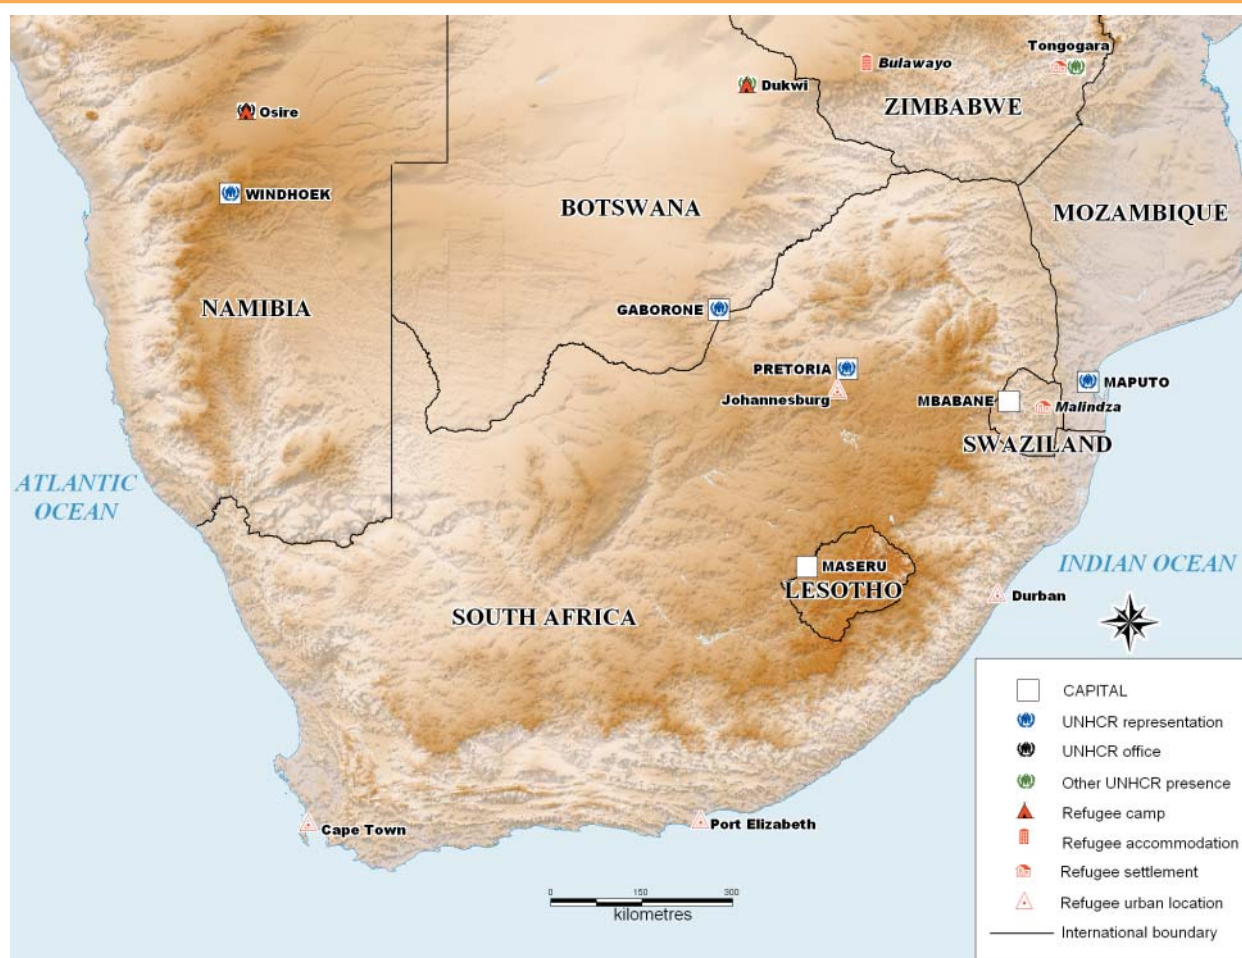 Tongogara
Bulawayo
Dukwi
ZIMBABWE
Osire
WINDHOEK
BOTSWANA
MOZAMBIQUE
NAMIBIA
GABORONE
PRETORIA
Johannesburg
MBABANE
MAPUTO
Malindza
SWAZILAND
ATLANTIC
OCEAN
MASERU
LESOTHO
INDIAN OCEAN
Durban
SOUTH AFRICA
Cape Town
Port Elizabeth
0 150 300
kilometres
CAPITAL
UNHCR representation
UNHCR office
Other UNHCR presence
Refugee camp
Refugee accommodation
Refugee settlement
Refugee urban location
International boundary